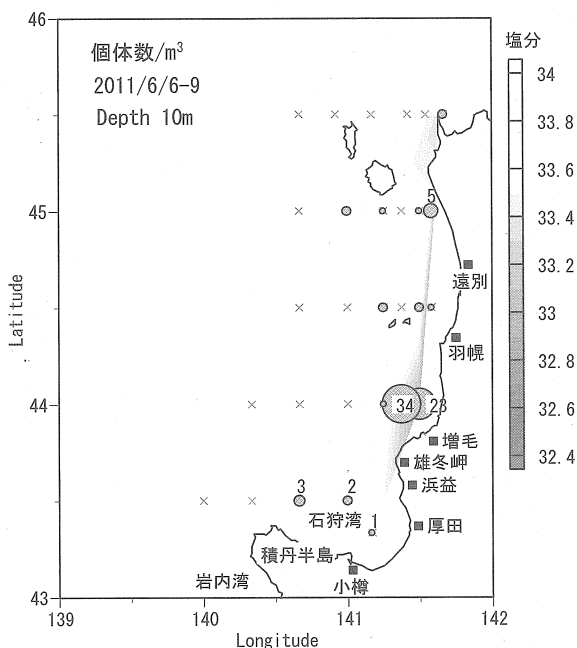 46
個体数/m³
2011/6/6-9
Depth 10m
塩分
34
33.8
33.6
33.4
33.2
33
32.8
32.6
32.4
5
45
遠別
Latitude
羽幌
34
23
44
増毛
雄冬岬
浜益
3
2
石狩湾
1
厚田
積丹半島
岩内湾
小樽
43
139
140
141
142
Longitude